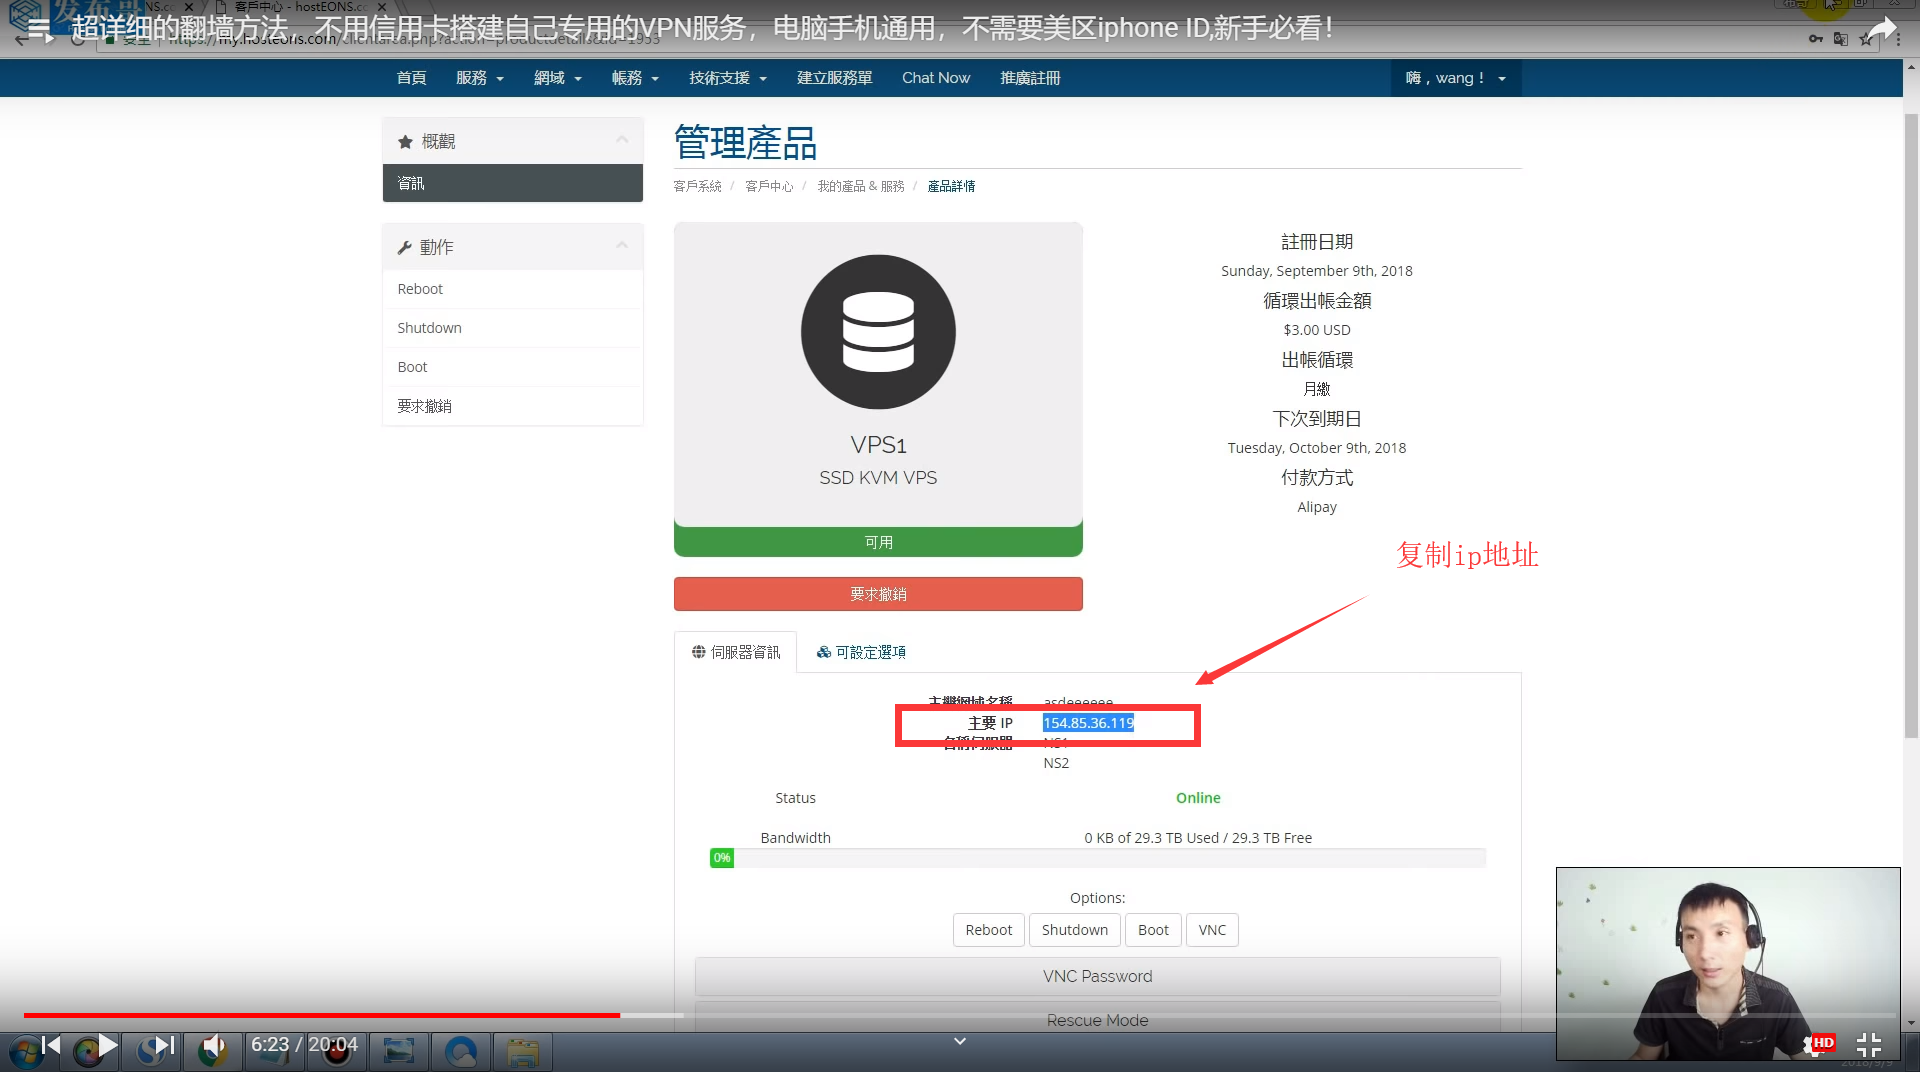 超详细的翻墙方法，不用信用卡搭建自己专用的VPN服务，电脑手机通用，不需要美区iphone ID,新手必看！
发布哥
客戶中心 - hostEONS.co
首頁 服務 網域 帳務 技術支援 建立服務單 Chat Now 推廣註冊 嗨，wang！
概觀
資訊
動作
Reboot
Shutdown
Boot
要求撤銷
管理產品
客戶系統 / 客戶中心 / 我的產品 & 服務 / 產品詳情
VPS1
SSD KVM VPS
可用
要求撤銷
註冊日期
Sunday, September 9th, 2018
循環出帳金額
$3.00 USD
出帳循環
月繳
下次到期日
Tuesday, October 9th, 2018
付款方式
Alipay
复制ip地址
伺服器資訊 可設定選項
主機網域名稱 asdeeeeee
主要 IP 154.85.36.119
名稱伺服器 NS1
NS2
Status Online
Bandwidth 0 KB of 29.3 TB Used / 29.3 TB Free
0%
Options:
Reboot Shutdown Boot VNC
VNC Password
Rescue Mode
6:23 / 20:04
HD